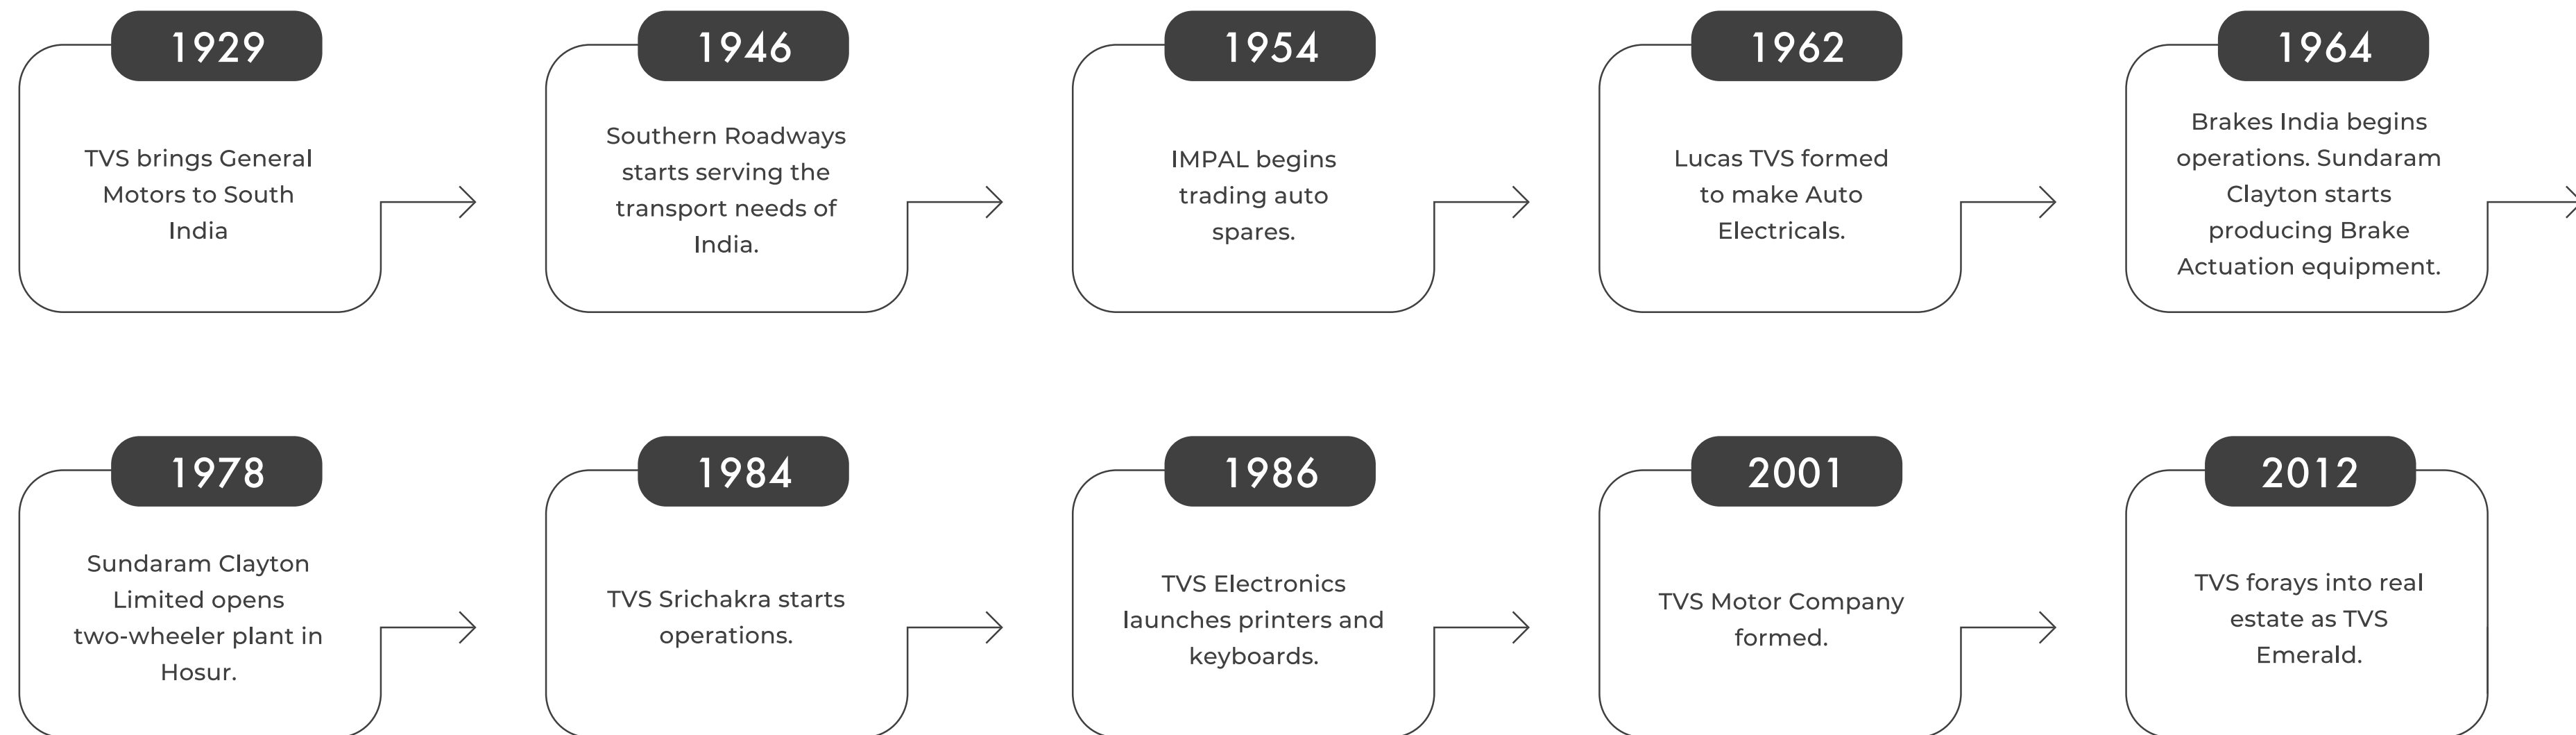 1929
TVS brings General
Motors to South
India
1946
Southern Roadways
starts serving the
transport needs of
India.
1954
IMPAL begins
trading auto
spares.
1962
Lucas TVS formed
to make Auto
Electricals.
1964
Brakes India begins
operations. Sundaram
Clayton starts
producing Brake
Actuation equipment.
1978
Sundaram Clayton
Limited opens
two-wheeler plant in
Hosur.
1984
TVS Srichakra starts
operations.
1986
TVS Electronics
launches printers and
keyboards.
2001
TVS Motor Company
formed.
2012
TVS forays into real
estate as TVS
Emerald.